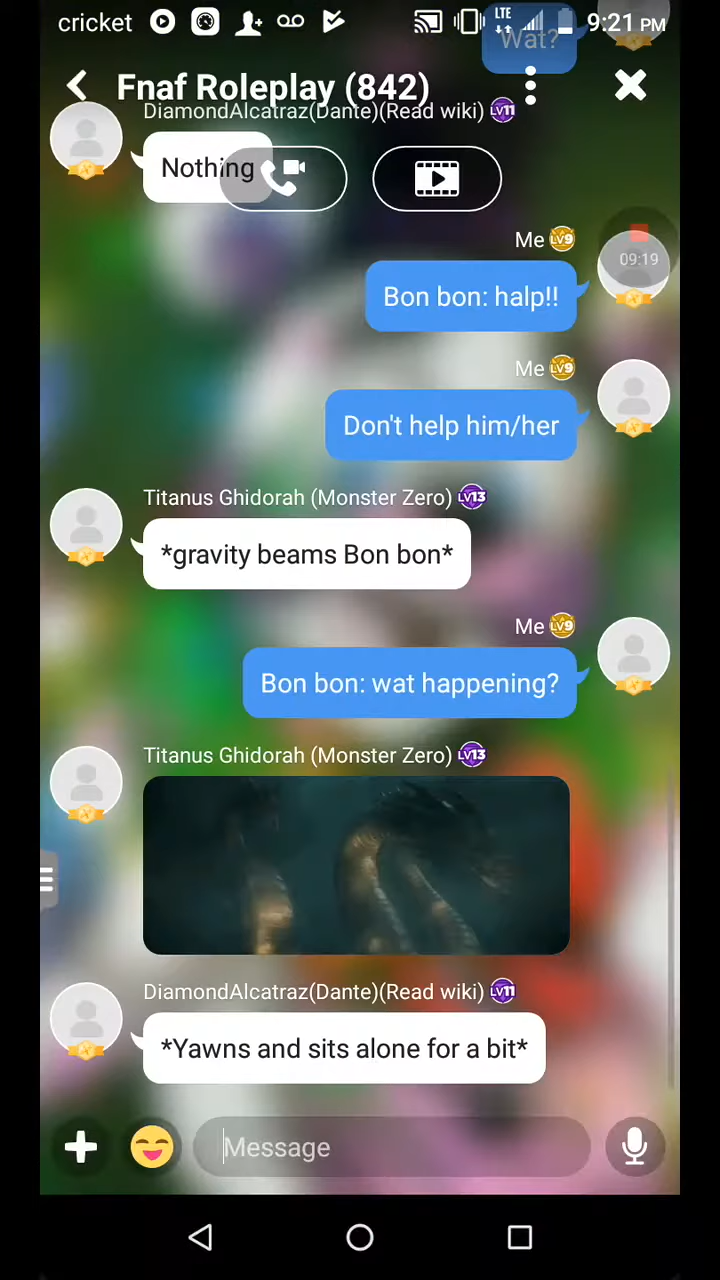 cricket
LTE
9:21 PM
Wat?
Fnaf Roleplay (842)
DiamondAlcatraz(Dante)(Read wiki) LV11
Nothing
Me LV9
09:19
Bon bon: halp!!
Me LV9
Don't help him/her
Titanus Ghidorah (Monster Zero) LV13
*gravity beams Bon bon*
Me LV9
Bon bon: wat happening?
Titanus Ghidorah (Monster Zero) LV13
DiamondAlcatraz(Dante)(Read wiki) LV11
*Yawns and sits alone for a bit*
Message